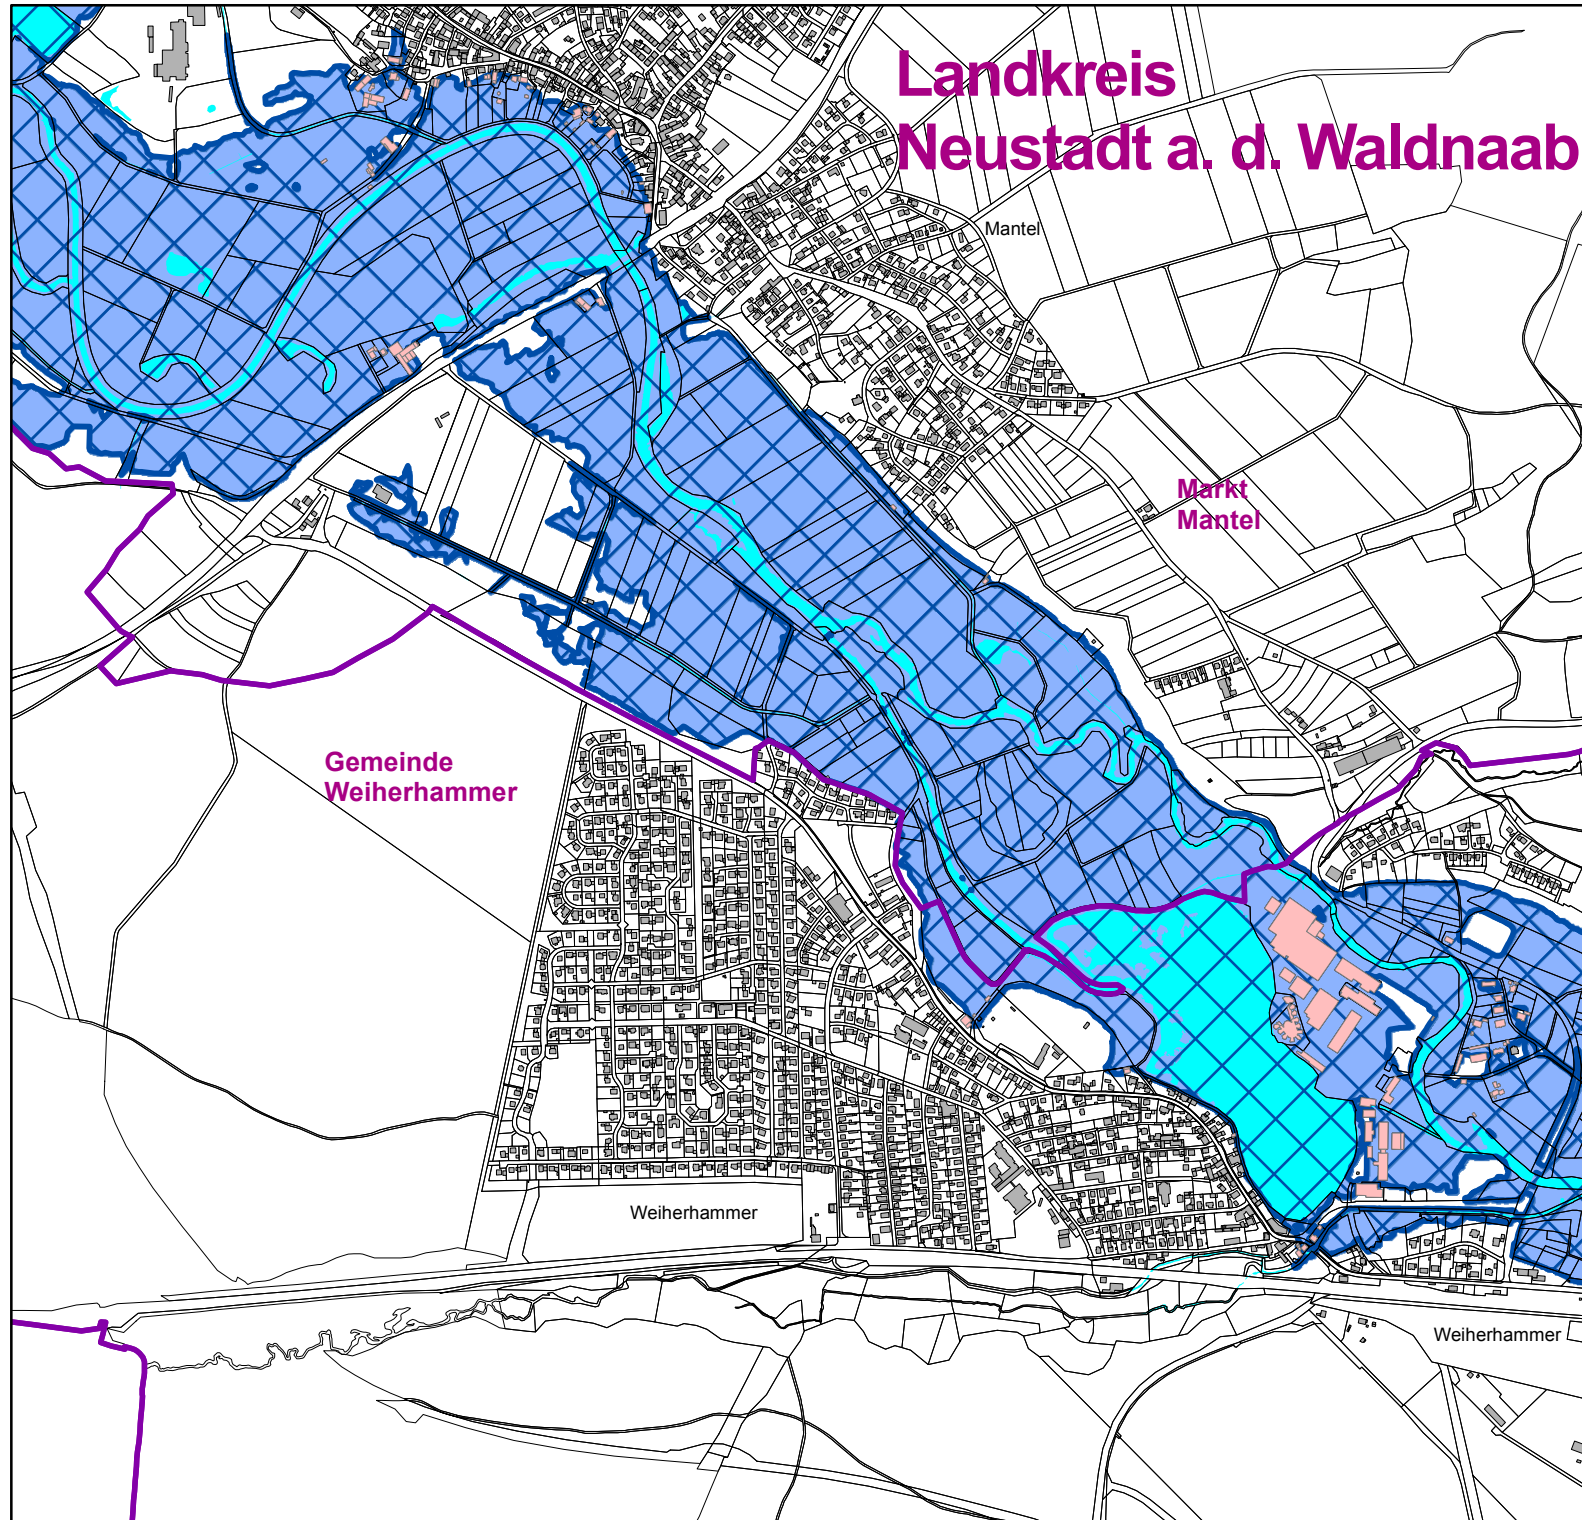 Landkreis
Neustadt a. d. Waldnaab
Mantel
Markt
Mantel
Gemeinde
Weiherhammer
Weiherhammer
Weiherhammer